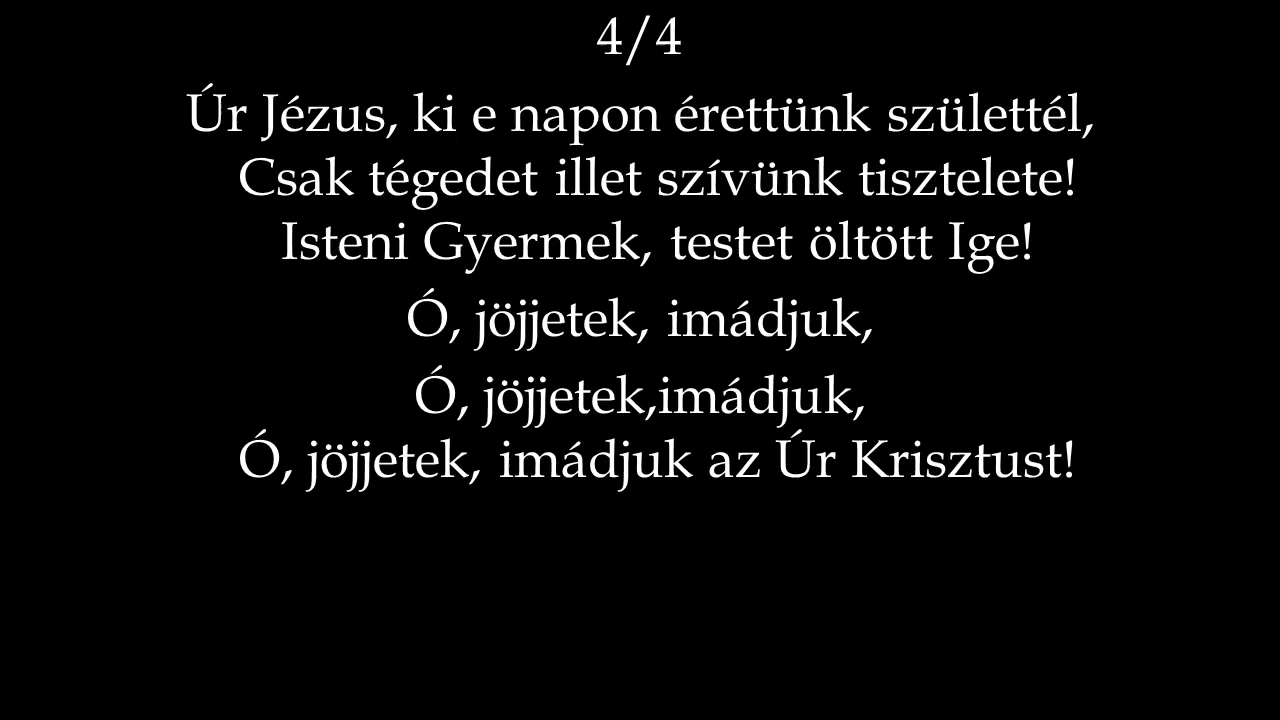 4/4
Úr Jézus, ki e napon érettünk születtél,
Csak tégedet illet szívünk tisztelete!
Isteni Gyermek, testet öltött Ige!
Ó, jöjjetek, imádjuk,
Ó, jöjjetek,imádjuk,
Ó, jöjjetek, imádjuk az Úr Krisztust!